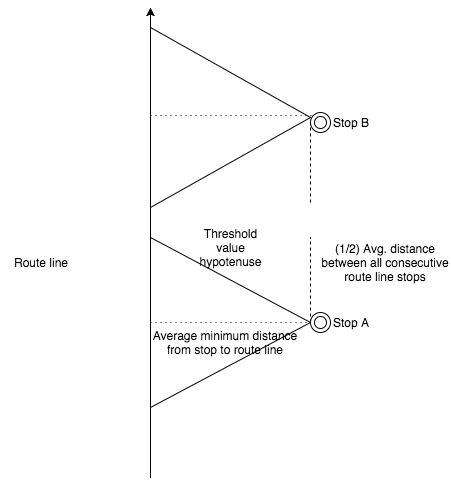 Stop B
Threshold
value
hypotenuse
(1/2) Avg. distance
between all consecutive
route line stops
Route line
Stop A
Average minimum distance
from stop to route line